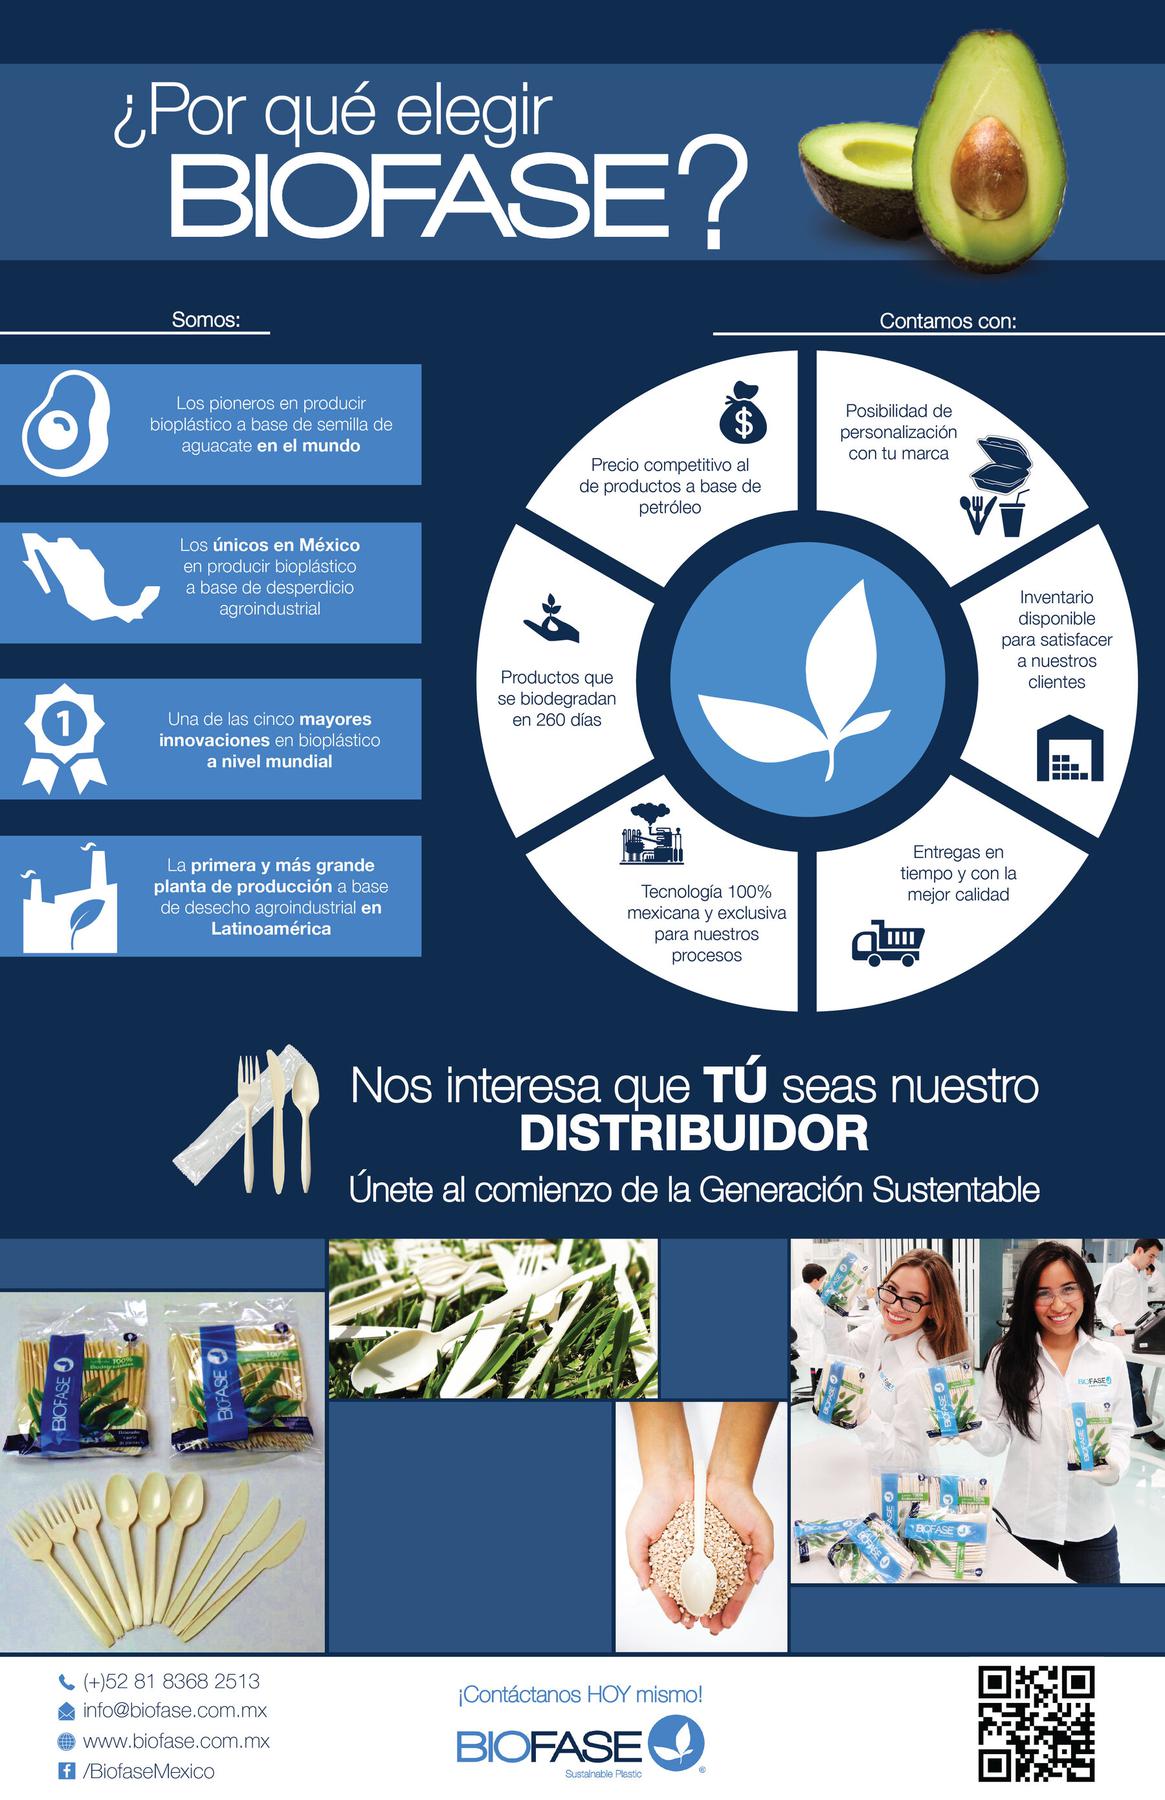 ¿Por qué elegir
BIOFASE?
Somos:
Los pioneros en producir
bioplástico a base de semilla de
aguacate en el mundo
Los únicos en México
en producir bioplástico
a base de desperdicio
agroindustrial
1
Una de las cinco mayores
innovaciones en bioplástico
a nivel mundial
La primera y más grande
planta de producción a base
de desecho agroindustrial en
Latinoamérica
Contamos con:
$
Precio competitivo al
de productos a base de
petróleo
Posibilidad de
personalización
con tu marca
Productos que
se biodegradan
en 260 días
Inventario
disponible
para satisfacer
a nuestros
clientes
Tecnología 100%
mexicana y exclusiva
para nuestros
procesos
Entregas en
tiempo y con la
mejor calidad
Nos interesa que TÚ seas nuestro
DISTRIBUIDOR
Únete al comienzo de la Generación Sustentable
BIOFASE
100%
Biodegradables
BIOFASE
100%
BIOFASE
BIOFASE
BIOFASE
BIOFASE
BIOFASE
BIOFASE
BIOFASE
(+)52 81 8368 2513
info@biofase.com.mx
www.biofase.com.mx
/BiofaseMexico
¡Contáctanos HOY mismo!
BIOFASE
®
Sustainable Plastic